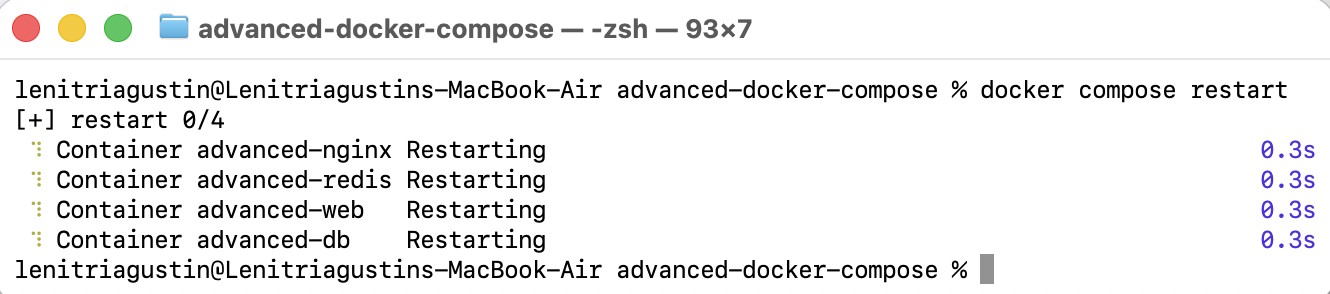 advanced-docker-compose — -zsh — 93×7
lenitriagustin@Lenitriagustins-MacBook-Air advanced-docker-compose % docker compose restart
[+] restart 0/4
⠹ Container advanced-nginx Restarting 0.3s
⠹ Container advanced-redis Restarting 0.3s
⠹ Container advanced-web Restarting 0.3s
⠹ Container advanced-db Restarting 0.3s
lenitriagustin@Lenitriagustins-MacBook-Air advanced-docker-compose %